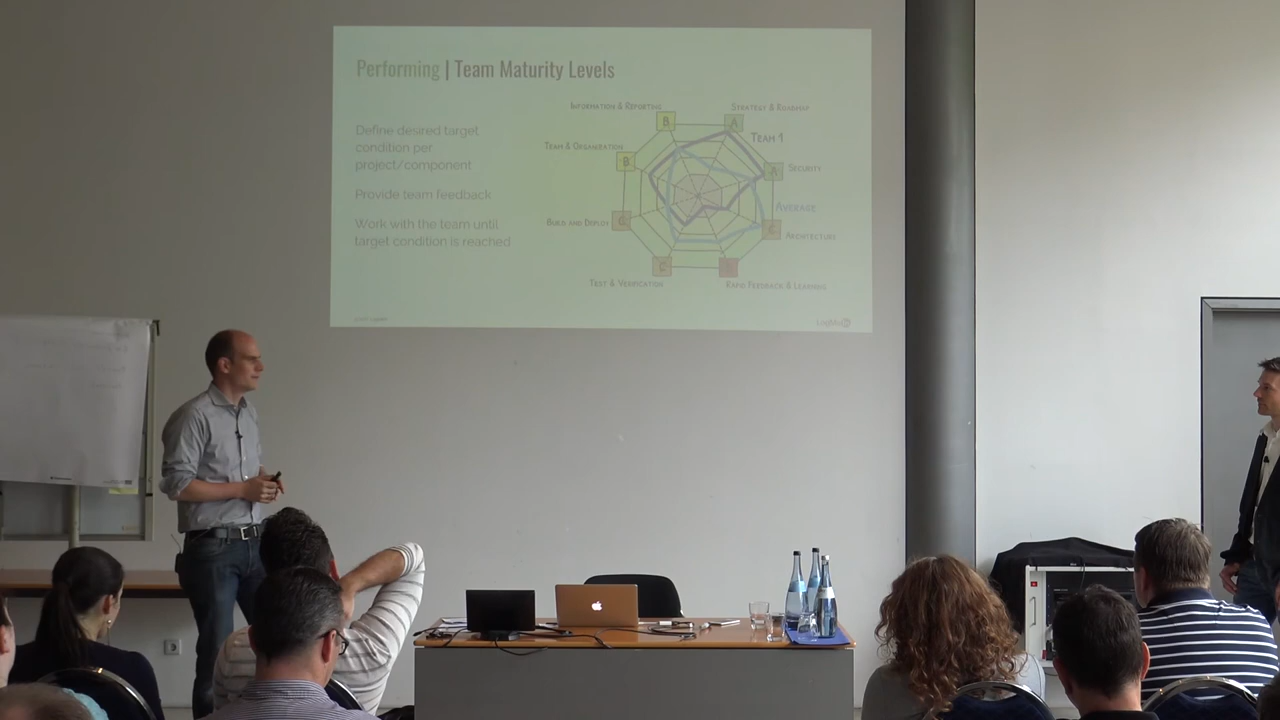 Performing | Team Maturity Levels
Define desired target
condition per
project/component
Provide team feedback
Work with the team until
target condition is reached
INFORMATION & REPORTING
STRATEGY & ROADMAP
B
A
TEAM 1
TEAM & ORGANIZATION
B
A
SECURITY
AVERAGE
BUILD AND DEPLOY
C
C
ARCHITECTURE
C
TEST & VERIFICATION
RAPID FEEDBACK & LEARNING
LogMeIn